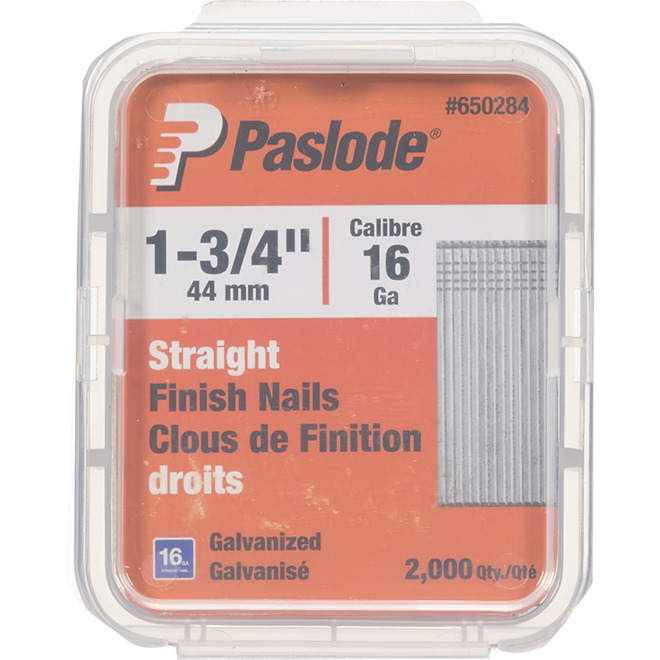 #650284
Paslode®
1-3/4"
44 mm
Calibre
16
Ga
Straight
Finish Nails
Clous de Finition
droits
16 GA
Galvanized
Galvanisé
2,000 Qty./Qté